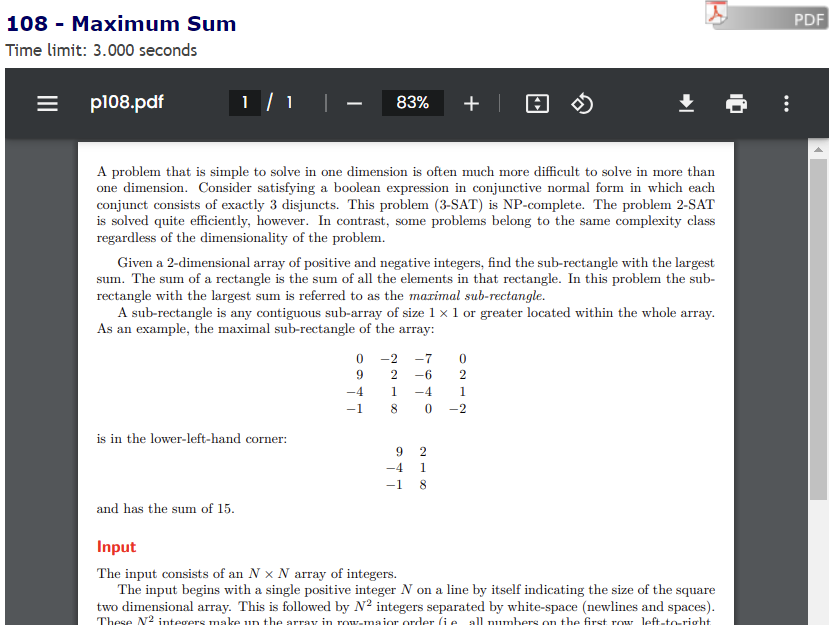 108 - Maximum Sum
PDF
Time limit: 3.000 seconds
p108.pdf 1 / 1 | − 83% + |
A problem that is simple to solve in one dimension is often much more difficult to solve in more than
one dimension. Consider satisfying a boolean expression in conjunctive normal form in which each
conjunct consists of exactly 3 disjuncts. This problem (3-SAT) is NP-complete. The problem 2-SAT
is solved quite efficiently, however. In contrast, some problems belong to the same complexity class
regardless of the dimensionality of the problem.
Given a 2-dimensional array of positive and negative integers, find the sub-rectangle with the largest
sum. The sum of a rectangle is the sum of all the elements in that rectangle. In this problem the sub-
rectangle with the largest sum is referred to as the maximal sub-rectangle.
A sub-rectangle is any contiguous sub-array of size 1 × 1 or greater located within the whole array.
As an example, the maximal sub-rectangle of the array:
0 −2 −7 0
9 2 −6 2
−4 1 −4 1
−1 8 0 −2
is in the lower-left-hand corner:
9 2
−4 1
−1 8
and has the sum of 15.
Input
The input consists of an N × N array of integers.
The input begins with a single positive integer N on a line by itself indicating the size of the square
two dimensional array. This is followed by N² integers separated by white-space (newlines and spaces).
These N² integers make up the array in row-major order (i.e., all numbers on the first row, left-to-right,